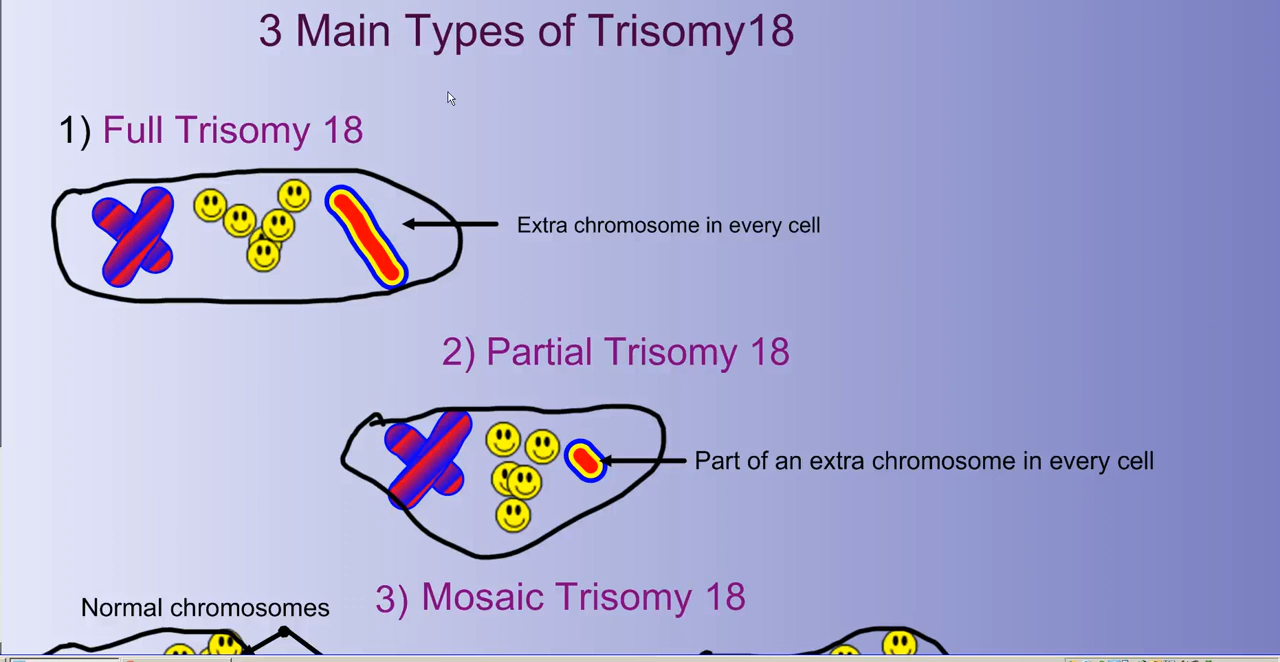 3 Main Types of Trisomy18
1) Full Trisomy 18
Extra chromosome in every cell
2) Partial Trisomy 18
Part of an extra chromosome in every cell
3) Mosaic Trisomy 18
Normal chromosomes